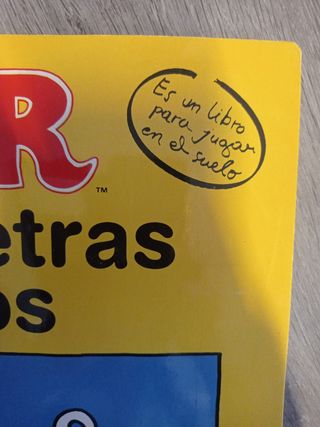 R
™
Es un libro
para jugar
en el suelo
etras
os